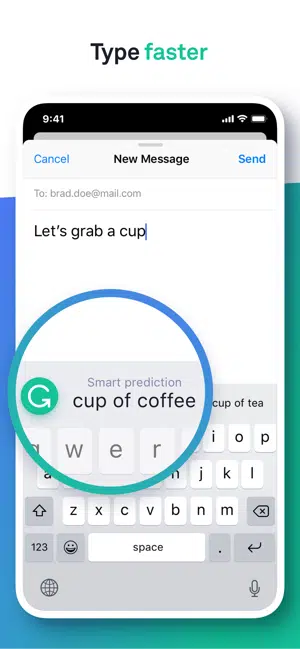 Type faster
9:41
Cancel New Message Send
To: brad.doe@mail.com
Let's grab a cup
Smart prediction
cup of coffee
cup of tea
q w e r i o p
a j k l
z x c v b n m
123 space .